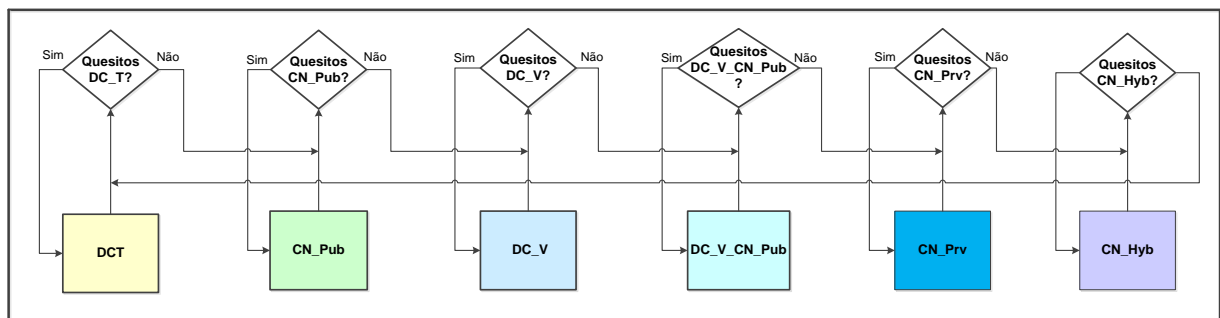 Sim
Quesitos
DC_T?
Não
Sim
Quesitos
CN_Pub?
Não
Sim
Quesitos
DC_V?
Não
Sim
Quesitos
DC_V_CN_Pub
?
Não
Sim
Quesitos
CN_Prv?
Não
Quesitos
CN_Hyb?
DCT
CN_Pub
DC_V
DC_V_CN_Pub
CN_Prv
CN_Hyb